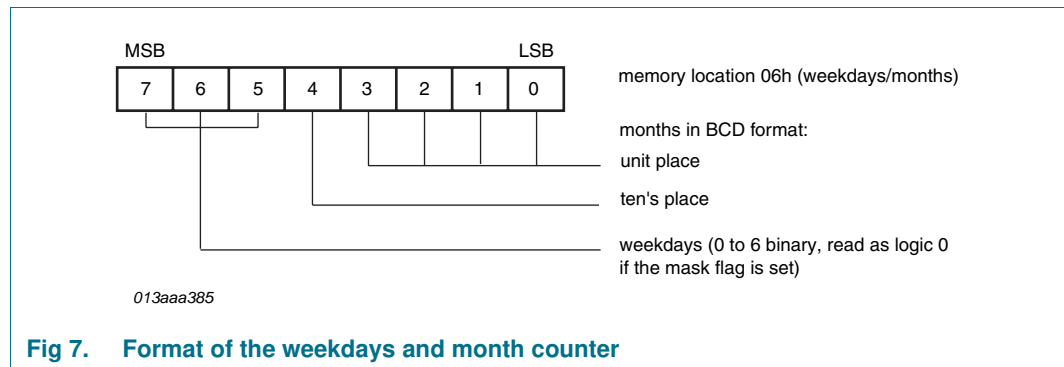 MSB LSB
7 6 5 4 3 2 1 0
memory location 06h (weekdays/months)
months in BCD format:
unit place
ten's place
weekdays (0 to 6 binary, read as logic 0
if the mask flag is set)
013aaa385
Fig 7. Format of the weekdays and month counter